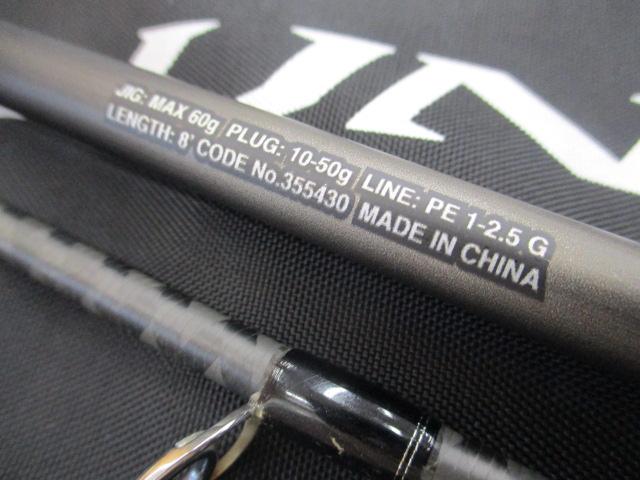 JIG: MAX 60g PLUG: 10-50g LINE: PE 1-2.5 G
LENGTH: 8' CODE No.355430 MADE IN CHINA